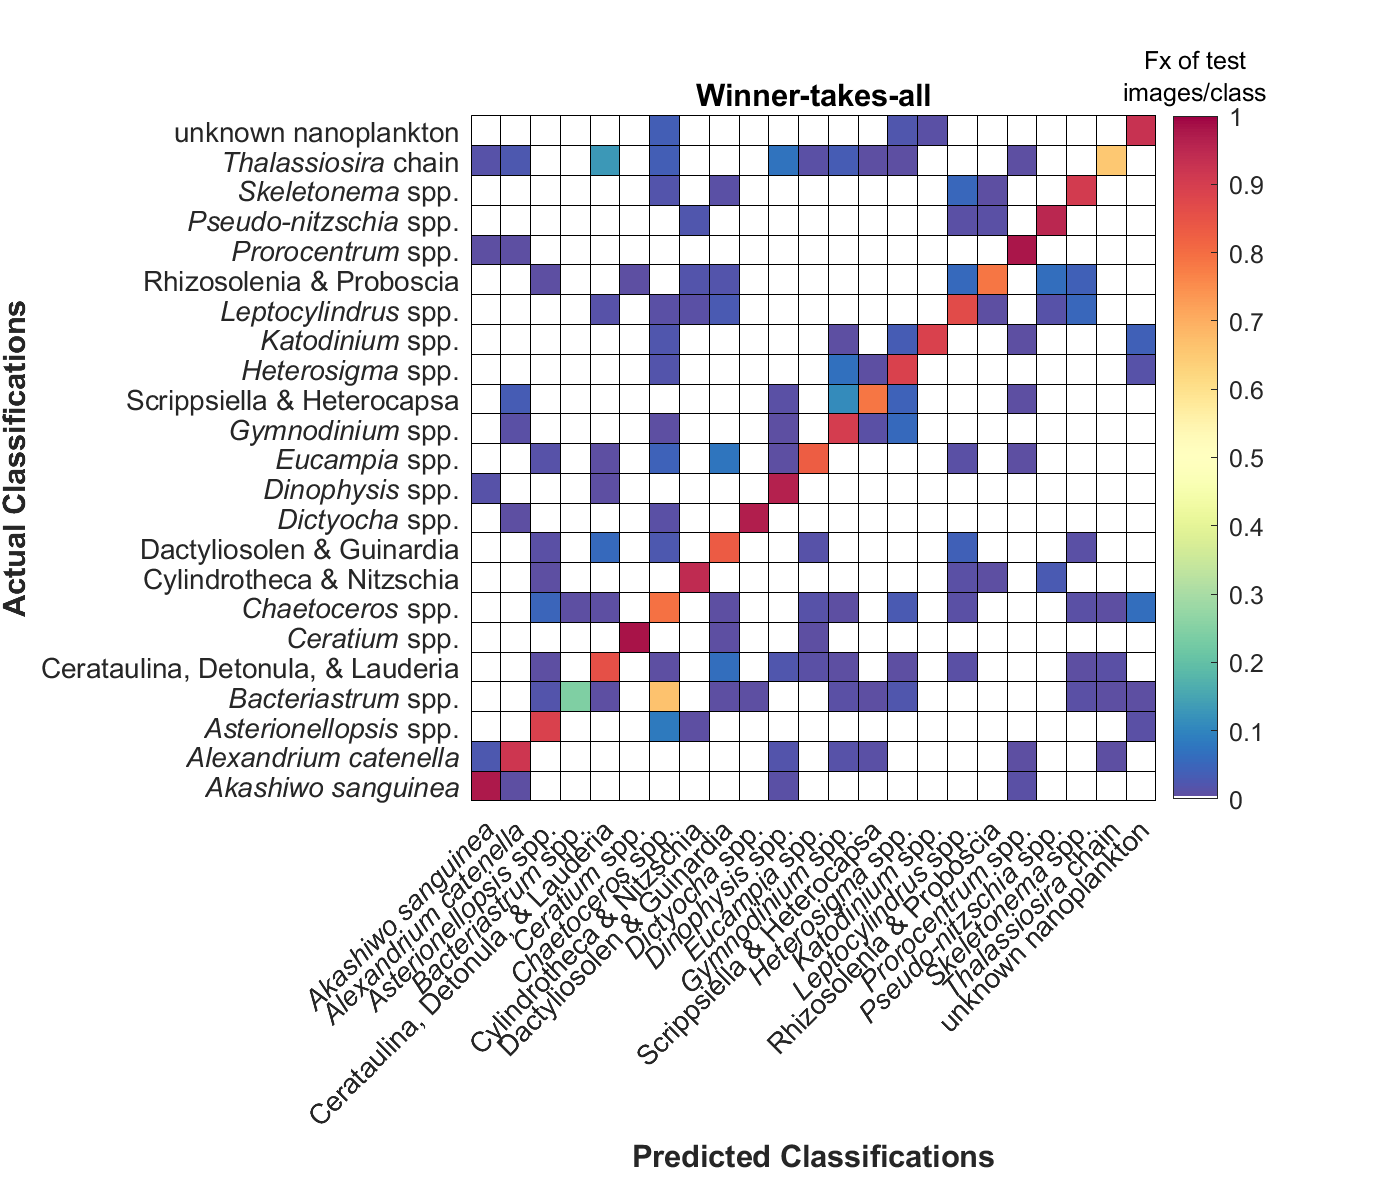 Fx of test
images/class
Winner-takes-all
unknown nanoplankton
Thalassiosira chain
Skeletonema spp.
Pseudo-nitzschia spp.
Prorocentrum spp.
Rhizosolenia & Proboscia
Leptocylindrus spp.
Katodinium spp.
Heterosigma spp.
Scrippsiella & Heterocapsa
Gymnodinium spp.
Eucampia spp.
Dinophysis spp.
Dictyocha spp.
Dactyliosolen & Guinardia
Cylindrotheca & Nitzschia
Chaetoceros spp.
Ceratium spp.
Cerataulina, Detonula, & Lauderia
Bacteriastrum spp.
Asterionellopsis spp.
Alexandrium catenella
Akashiwo sanguinea
Actual Classifications
1
0.9
0.8
0.7
0.6
0.5
0.4
0.3
0.2
0.1
0
Akashiwo sanguinea
Alexandrium catenella
Asterionellopsis spp.
Bacteriastrum spp.
Cerataulina, Detonula, & Lauderia
Ceratium spp.
Chaetoceros spp.
Cylindrotheca & Nitzschia
Dactyliosolen & Guinardia
Dictyocha spp.
Dinophysis spp.
Eucampia spp.
Gymnodinium spp.
Scrippsiella & Heterocapsa
Heterosigma spp.
Katodinium spp.
Leptocylindrus spp.
Rhizosolenia & Proboscia
Prorocentrum spp.
Pseudo-nitzschia spp.
Skeletonema spp.
Thalassiosira chain
unknown nanoplankton
Predicted Classifications